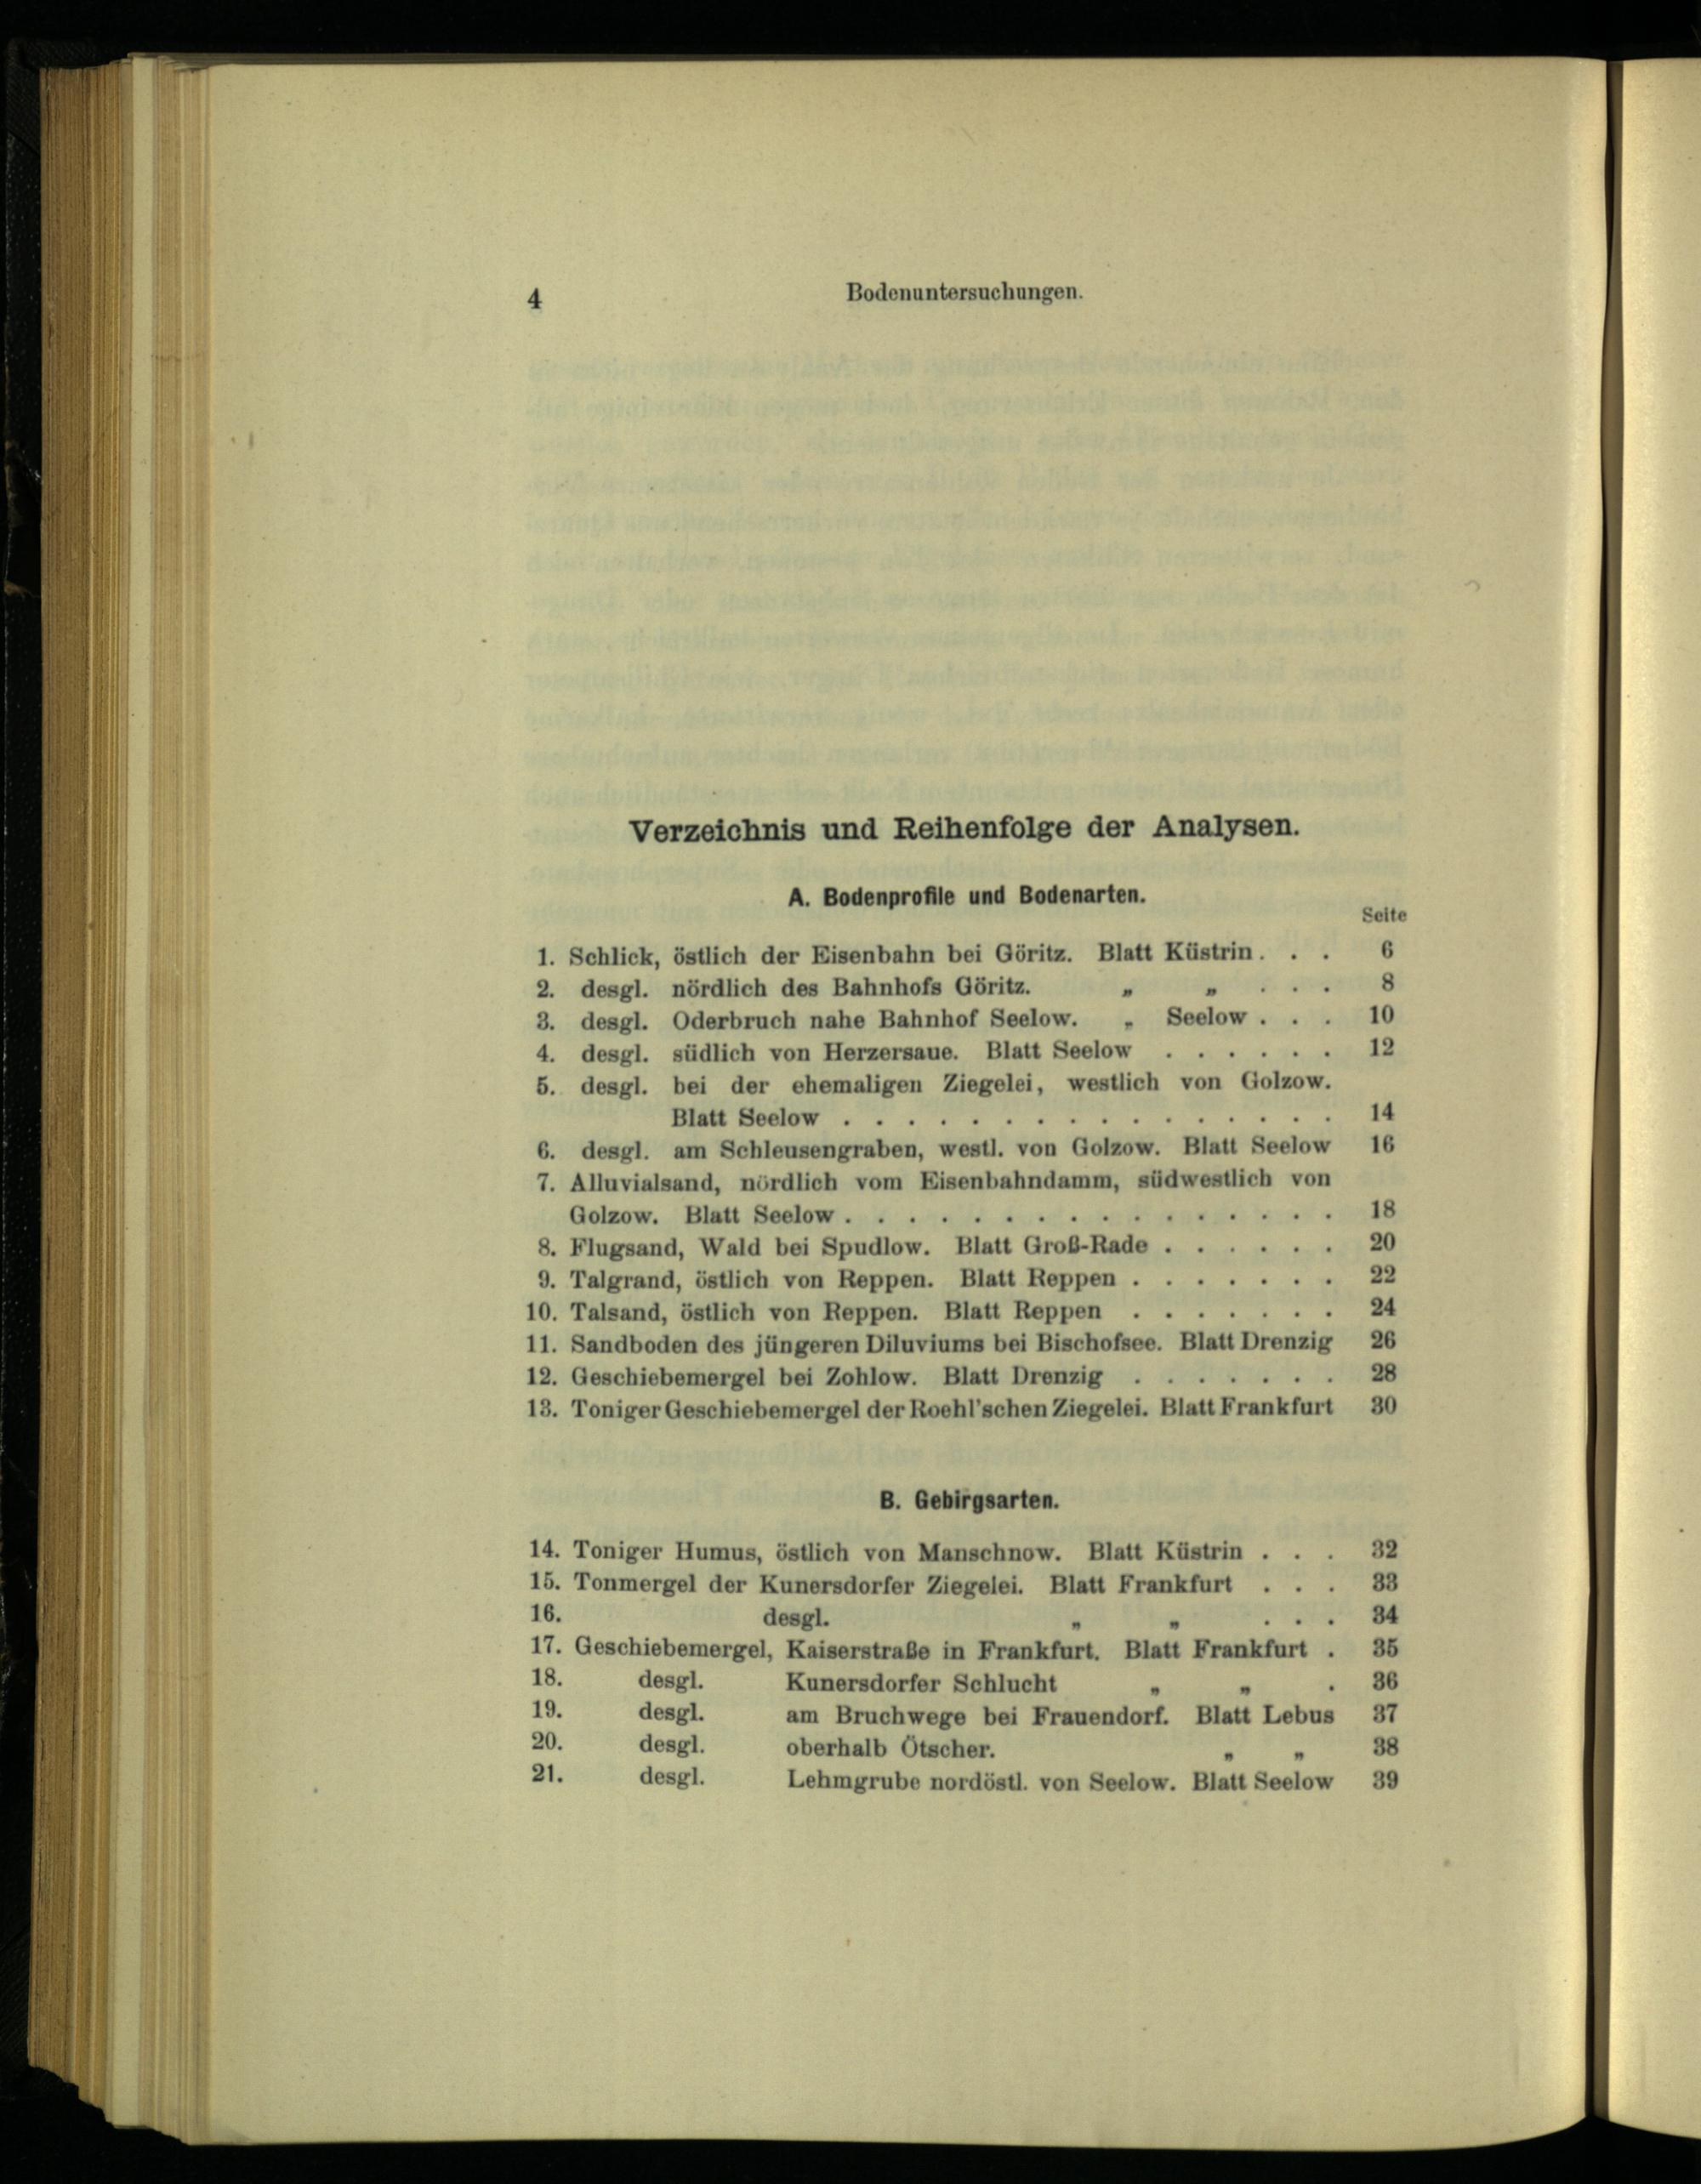 4 Bodenuntersuchungen.
Verzeichnis und Reihenfolge der Analysen.
A. Bodenprofile und Bodenarten.
Seite
1. Schlick, östlich der Eisenbahn bei Göritz. Blatt Küstrin . . . 6
2. desgl. nördlich des Bahnhofs Göritz. „ „ . . . 8
3. desgl. Oderbruch nahe Bahnhof Seelow. „ Seelow . . . 10
4. desgl. südlich von Herzersaue. Blatt Seelow . . . . . . 12
5. desgl. bei der ehemaligen Ziegelei, westlich von Golzow.
Blatt Seelow . . . . . . . . . . . . . . . . 14
6. desgl. am Schleusengraben, westl. von Golzow. Blatt Seelow 16
7. Alluvialsand, nördlich vom Eisenbahndamm, südwestlich von
Golzow. Blatt Seelow . . . . . . . . . . . . . . . . 18
8. Flugsand, Wald bei Spudlow. Blatt Groß-Rade . . . . . . 20
9. Talgrand, östlich von Reppen. Blatt Reppen . . . . . . . 22
10. Talsand, östlich von Reppen. Blatt Reppen . . . . . . . 24
11. Sandboden des jüngeren Diluviums bei Bischofsee. Blatt Drenzig 26
12. Geschiebemergel bei Zohlow. Blatt Drenzig . . . . . . . 28
13. Toniger Geschiebemergel der Roehl'schen Ziegelei. Blatt Frankfurt 30
B. Gebirgsarten.
14. Toniger Humus, östlich von Manschnow. Blatt Küstrin . . . 32
15. Tonmergel der Kunersdorfer Ziegelei. Blatt Frankfurt . . . 33
16. desgl. „ „ . . . 34
17. Geschiebemergel, Kaiserstraße in Frankfurt. Blatt Frankfurt . 35
18. desgl. Kunersdorfer Schlucht „ „ . 36
19. desgl. am Bruchwege bei Frauendorf. Blatt Lebus 37
20. desgl. oberhalb Ötscher. „ „ 38
21. desgl. Lehmgrube nordöstl. von Seelow. Blatt Seelow 39